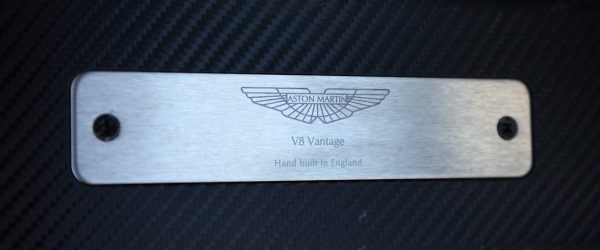 ASTON MARTIN
V8 Vantage
Hand built in England